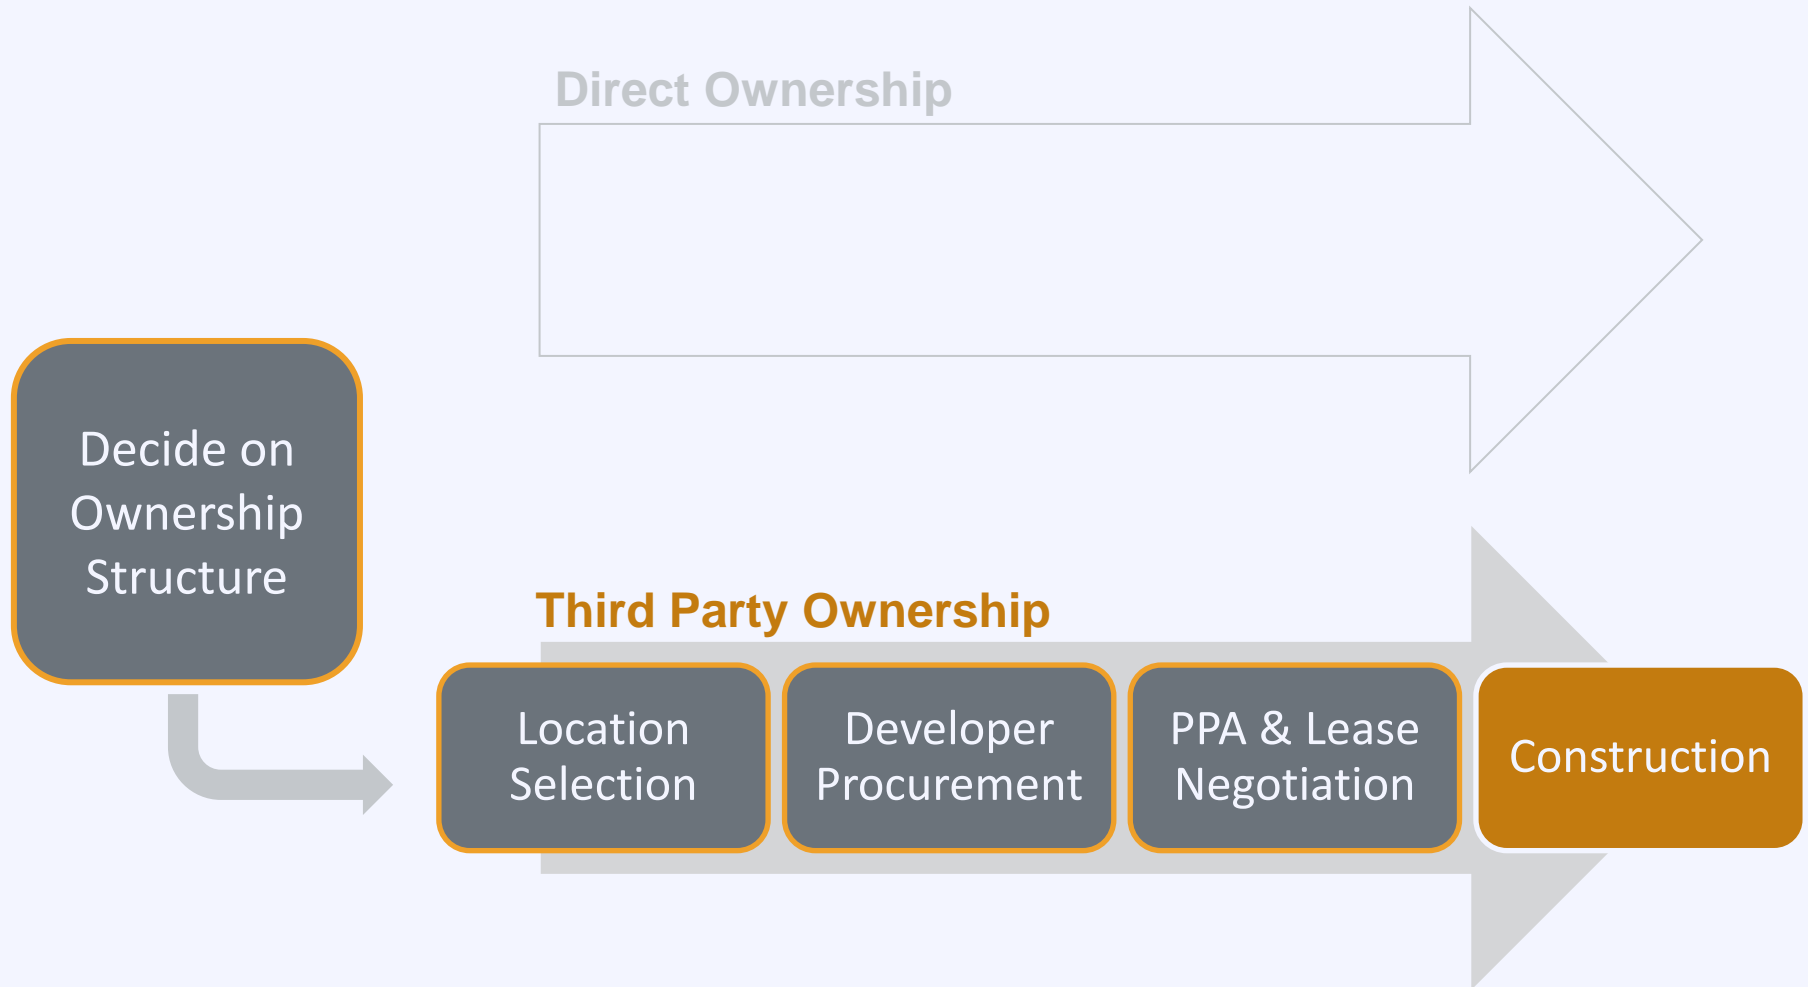 Direct Ownership
Decide on
Ownership
Structure
Third Party Ownership
Location
Selection
Developer
Procurement
PPA & Lease
Negotiation
Construction